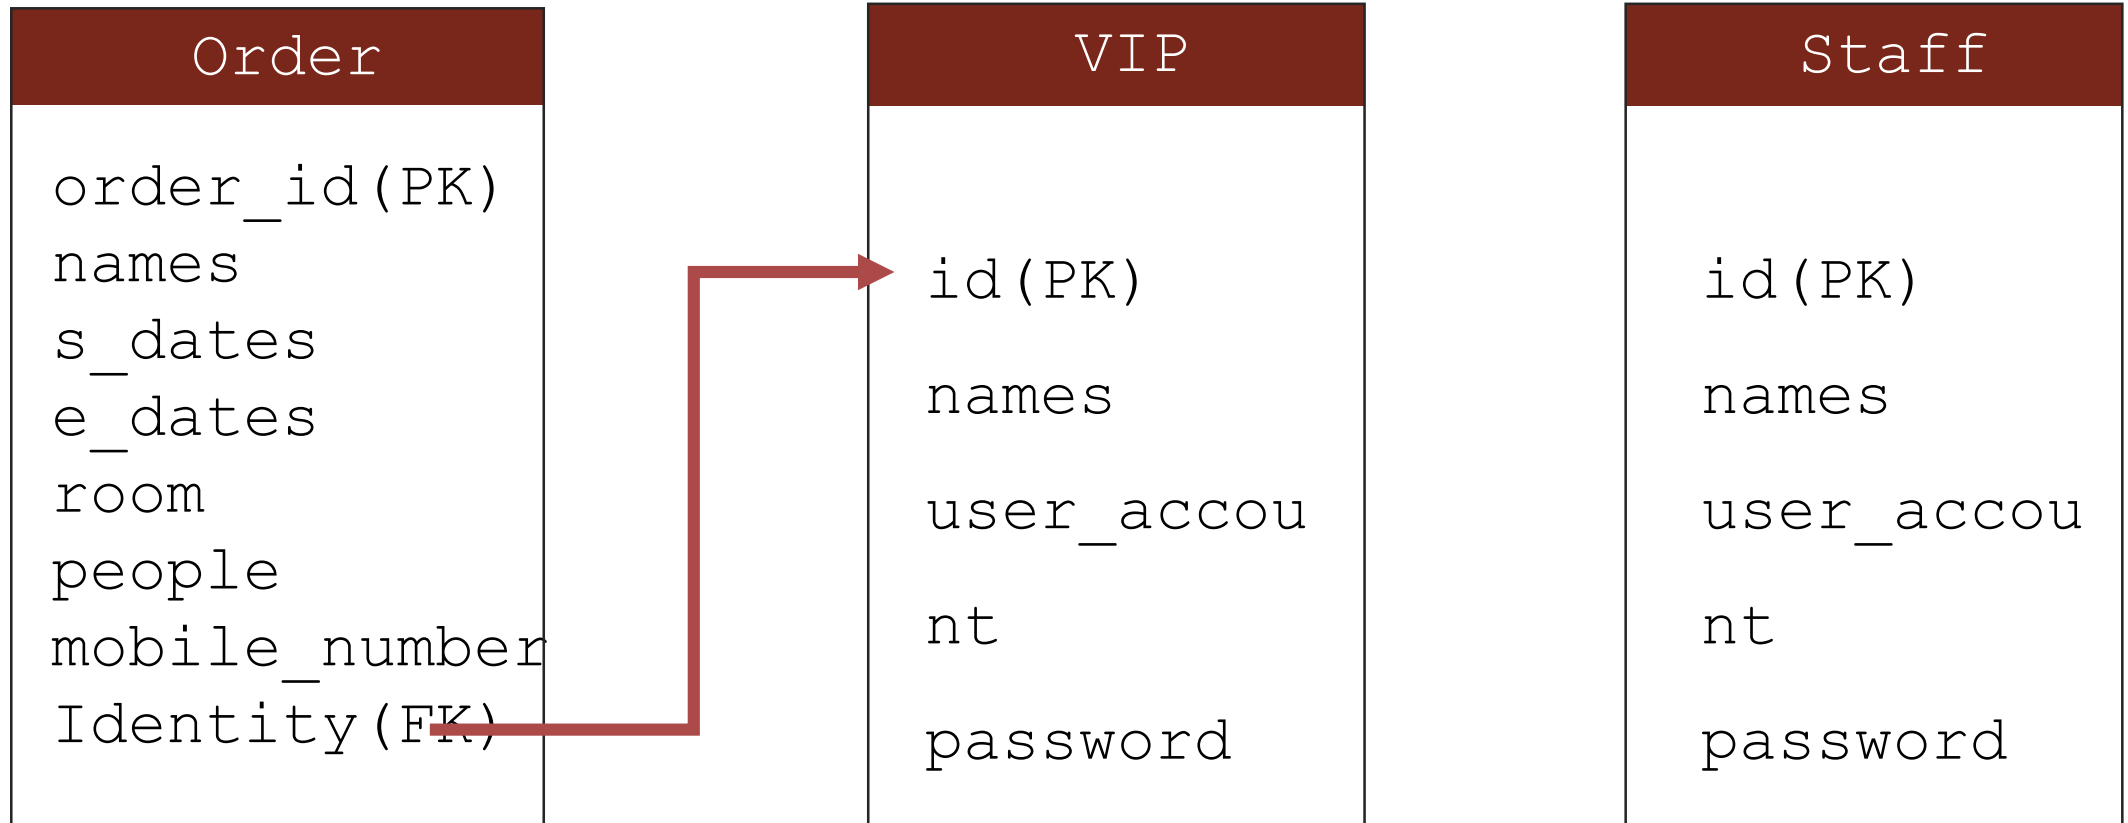 Order
order_id(PK)
names
s_dates
e_dates
room
people
mobile_number
Identity(FK)
VIP
id(PK)
names
user_accou
nt
password
Staff
id(PK)
names
user_accou
nt
password